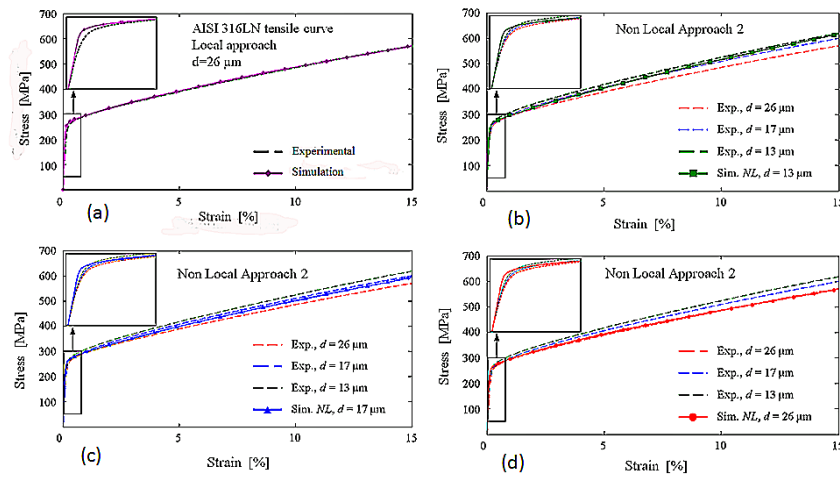 AISI 316LN tensile curve
Local approach
d=26 µm
Stress [MPa]
700
600
500
400
300
200
100
Experimental
Simulation
(a)
0
5
10
15
Strain [%]
Non Local Approach 2
Stress [MPa]
700
600
500
400
300
200
100
Exp., d = 26 µm
Exp., d = 17 µm
Exp., d = 13 µm
Sim. NL, d = 13 µm
(b)
0
5
10
15
Strain [%]
Non Local Approach 2
Stress [MPa]
700
600
500
400
300
200
100
Exp., d = 26 µm
Exp., d = 17 µm
Exp., d = 13 µm
Sim. NL, d = 17 µm
(c)
0
5
10
15
Strain [%]
Non Local Approach 2
Stress [MPa]
700
600
500
400
300
200
100
Exp., d = 26 µm
Exp., d = 17 µm
Exp., d = 13 µm
Sim. NL, d = 26 µm
(d)
0
5
10
15
Strain [%]